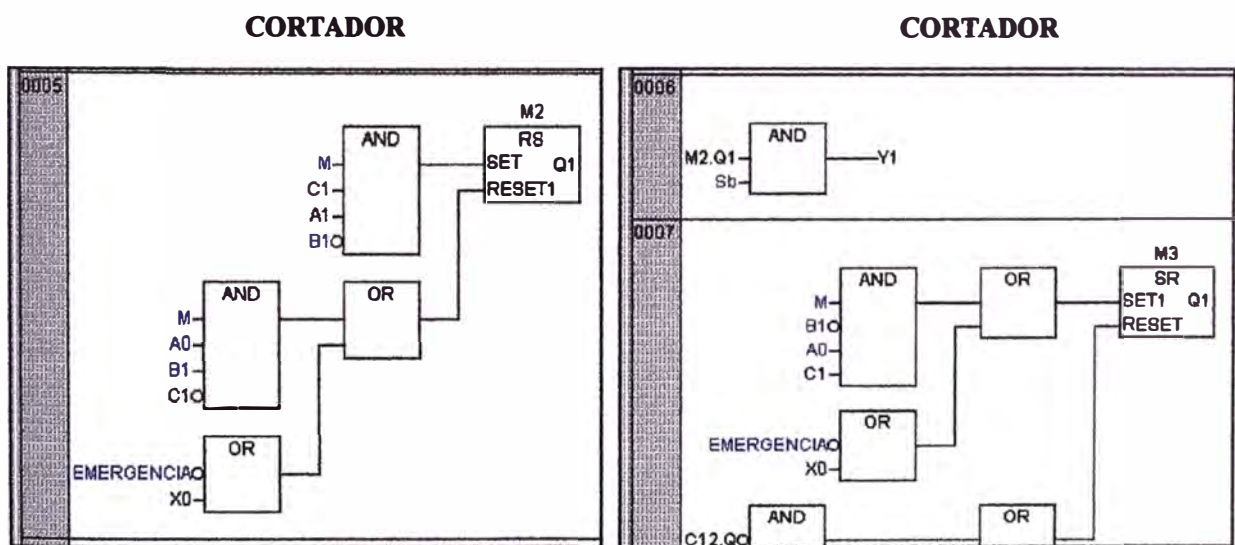 CORTADOR
0005
M2
AND
RS
M
SET Q1
C1
RESET1
A1
B1
AND
OR
M
A0
B1
C1
OR
EMERGENCIA
X0
CORTADOR
0006
AND
M2.Q1
Y1
Sb
0007
M3
AND
OR
SR
M
SET1 Q1
B1
RESET
A0
C1
OR
EMERGENCIA
X0
AND
OR
C12.Q